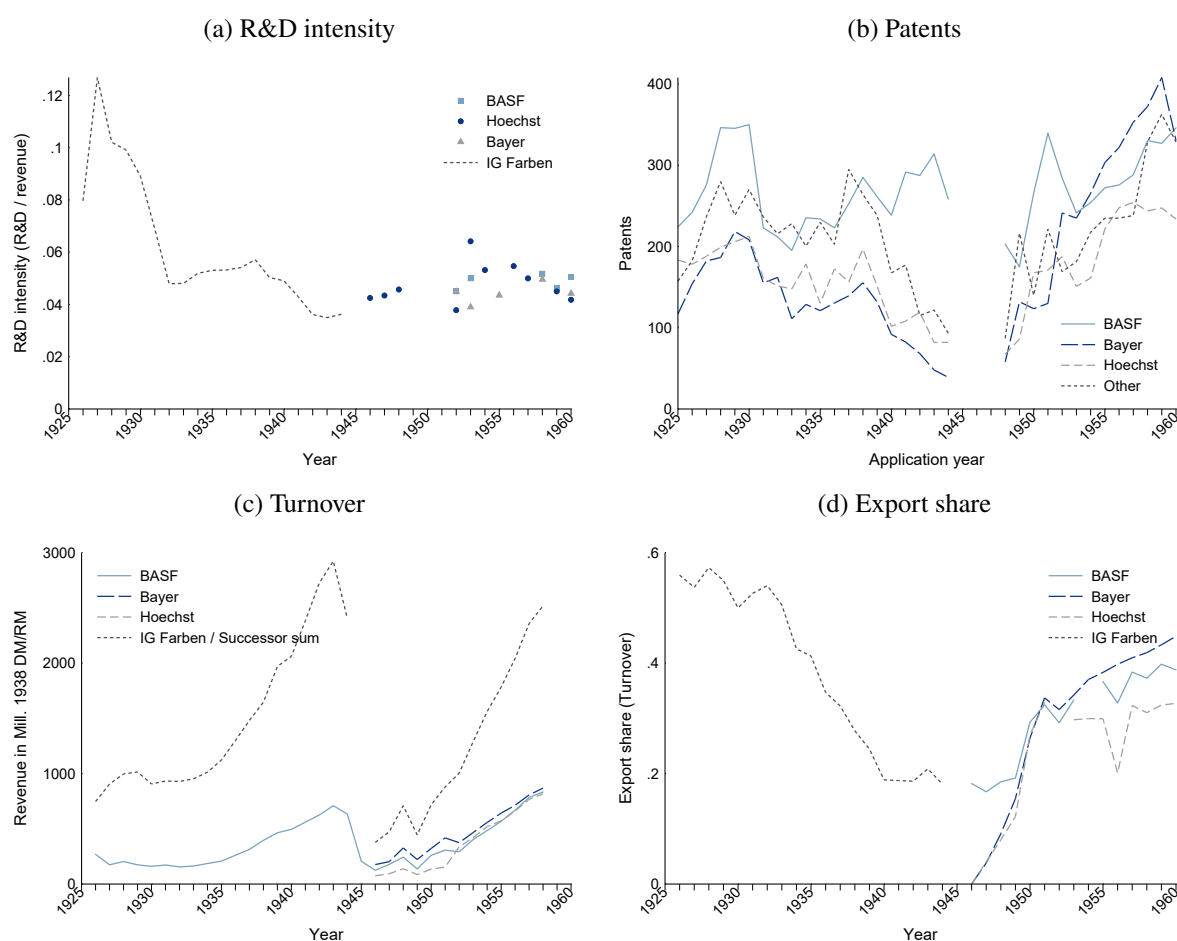 (a) R&D intensity
R&D intensity (R&D / revenue)
.12
.1
.08
.06
.04
.02
0
BASF
Hoechst
Bayer
IG Farben
1925
1930
1935
1940
1945
1950
1955
1960
Year
(b) Patents
Patents
400
300
200
100
0
BASF
Bayer
Hoechst
Other
1925
1930
1935
1940
1945
1950
1955
1960
Application year
(c) Turnover
Revenue in Mill. 1938 DM/RM
3000
2000
1000
0
BASF
Bayer
Hoechst
IG Farben / Successor sum
1925
1930
1935
1940
1945
1950
1955
1960
Year
(d) Export share
Export share (Turnover)
.6
.4
.2
0
BASF
Bayer
Hoechst
IG Farben
1925
1930
1935
1940
1945
1950
1955
1960
Year